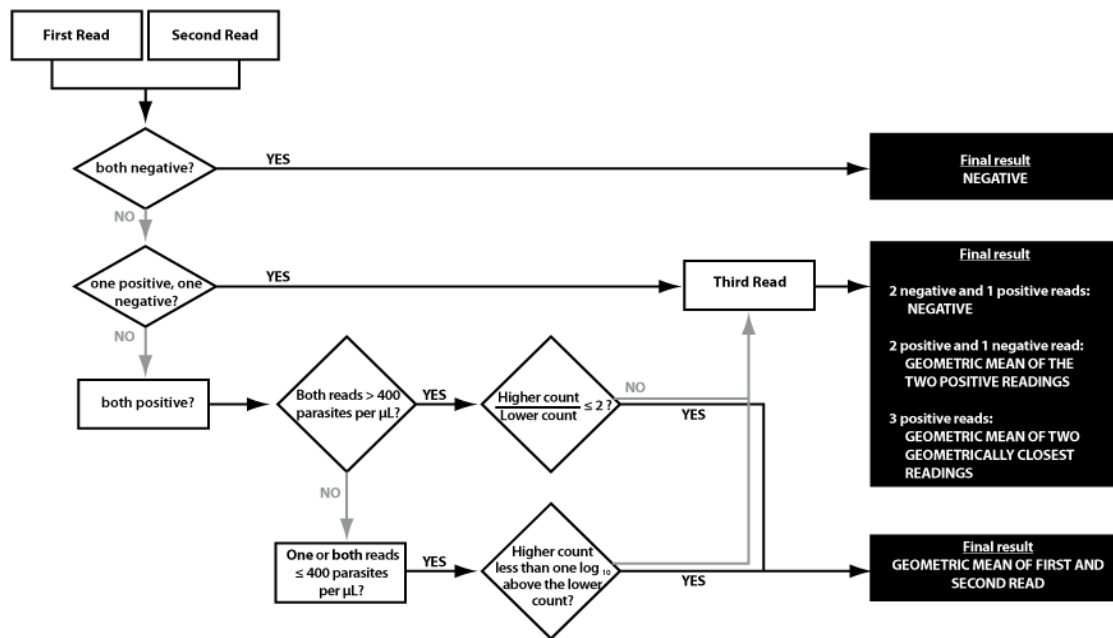 First Read
Second Read
both negative?
YES
Final result
NEGATIVE
NO
one positive, one
negative?
YES
Third Read
Final result
2 negative and 1 positive reads:
NEGATIVE
2 positive and 1 negative read:
GEOMETRIC MEAN OF THE
TWO POSITIVE READINGS
3 positive reads:
GEOMETRIC MEAN OF TWO
GEOMETRICALLY CLOSEST
READINGS
NO
both positive?
Both reads > 400
parasites per µL?
YES
Higher count
Lower count
≤ 2 ?
NO
YES
NO
One or both reads
≤ 400 parasites
per µL?
YES
Higher count
less than one log 10
above the lower
count?
YES
Final result
GEOMETRIC MEAN OF FIRST AND
SECOND READ